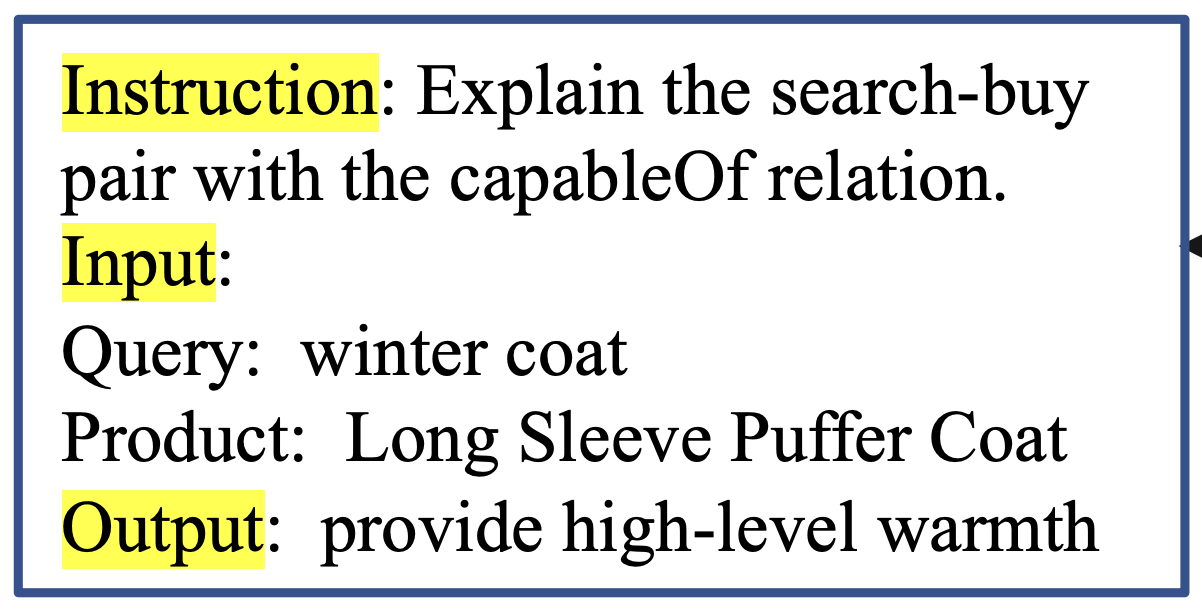 Instruction: Explain the search-buy
pair with the capableOf relation.
Input:
Query: winter coat
Product: Long Sleeve Puffer Coat
Output: provide high-level warmth